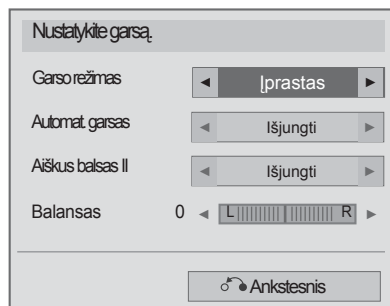 Nustatykite garsą.
Garso režimas ◄ Įprastas ►
Automat. garsas ◄ Išjungti ►
Aiškus balsas II ◄ Išjungti ►
Balansas 0 ◄ L R ►
Ankstesnis